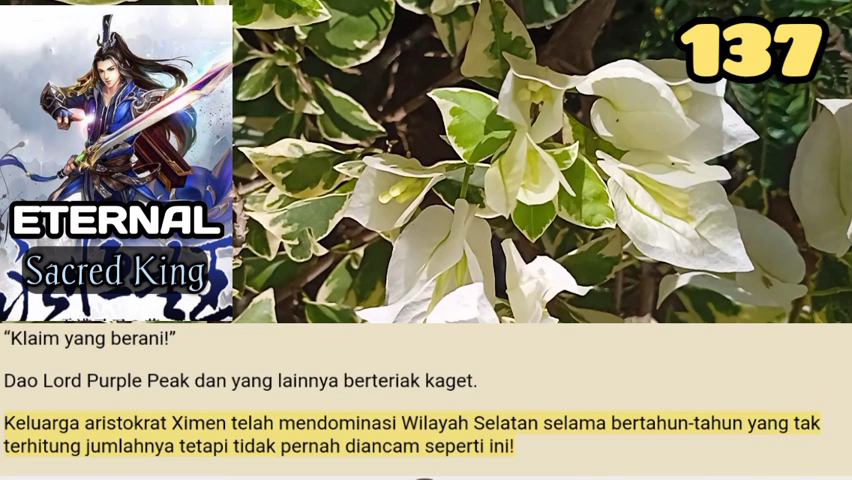 137
ETERNAL
Sacred King
“Klaim yang berani!”
Dao Lord Purple Peak dan yang lainnya berteriak kaget.
Keluarga aristokrat Ximen telah mendominasi Wilayah Selatan selama bertahun-tahun yang tak
terhitung jumlahnya tetapi tidak pernah diancam seperti ini!